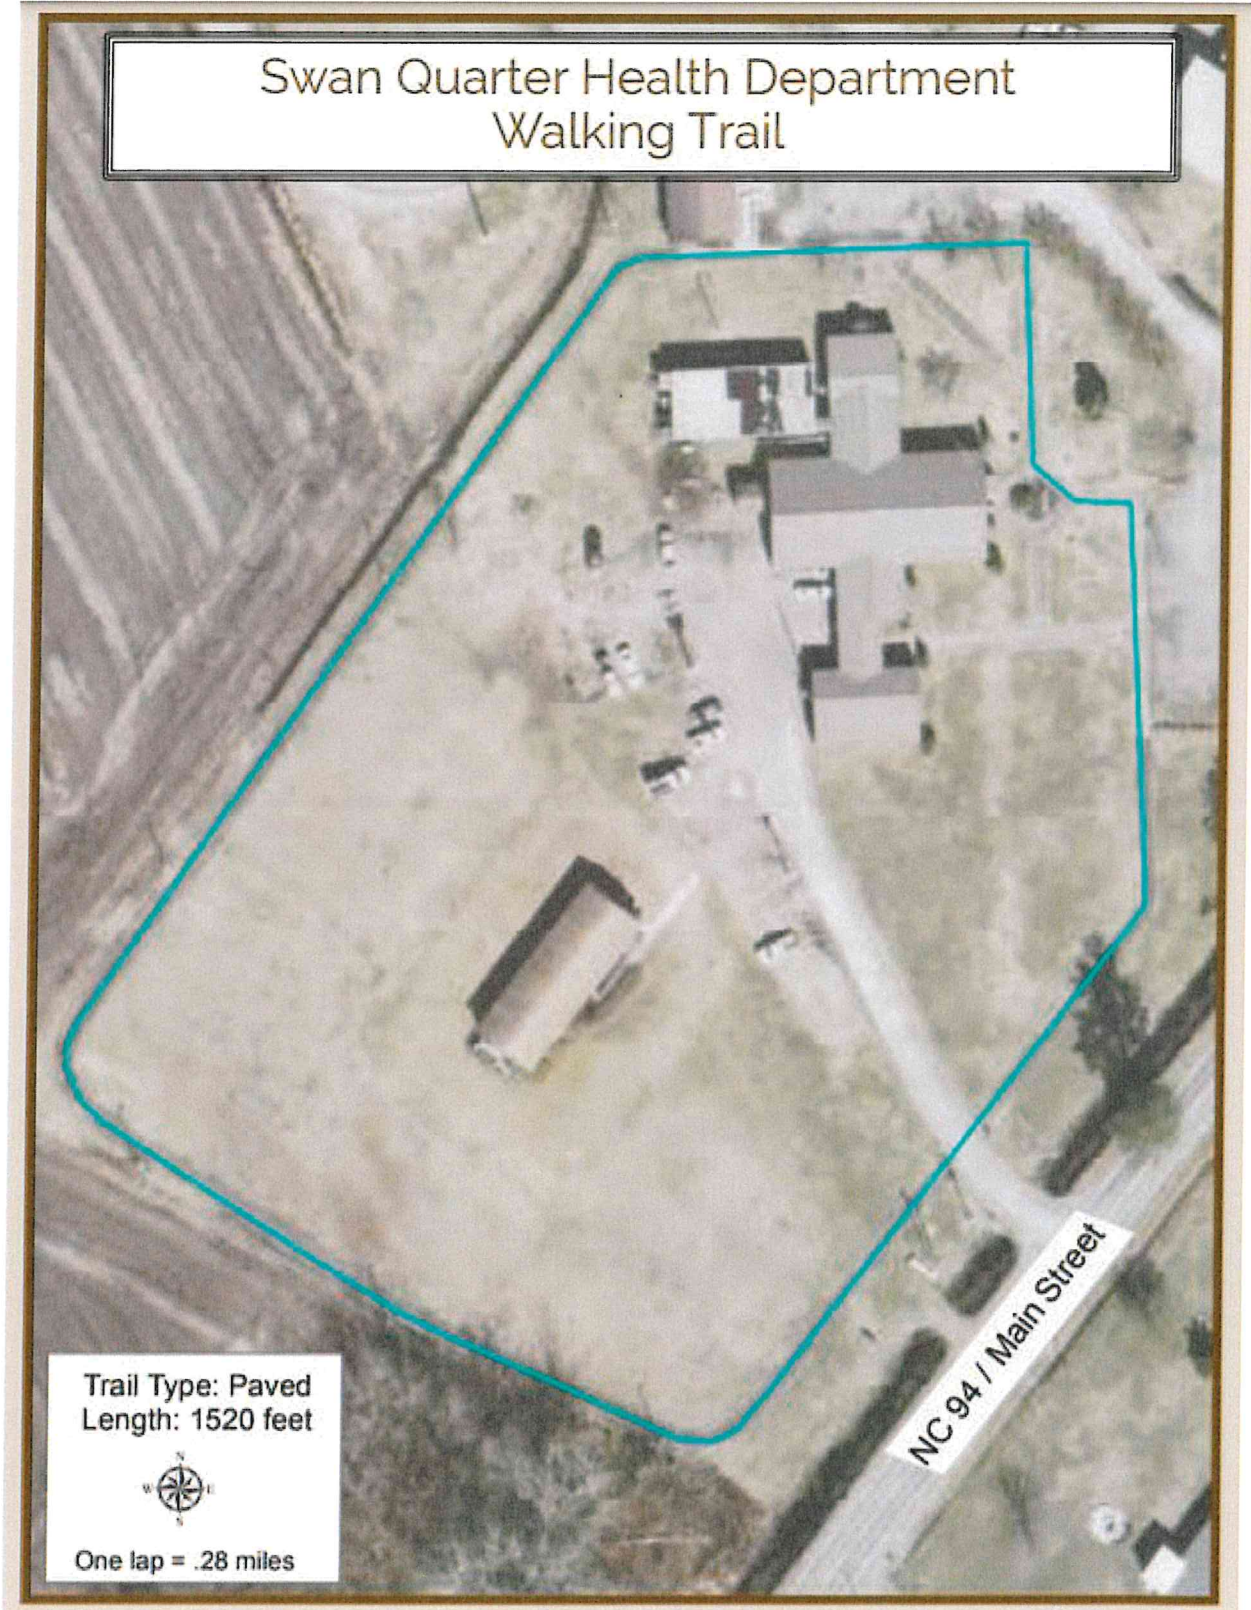 Swan Quarter Health Department
Walking Trail
NC 94 / Main Street
Trail Type: Paved
Length: 1520 feet
N
W E
One lap = .28 miles